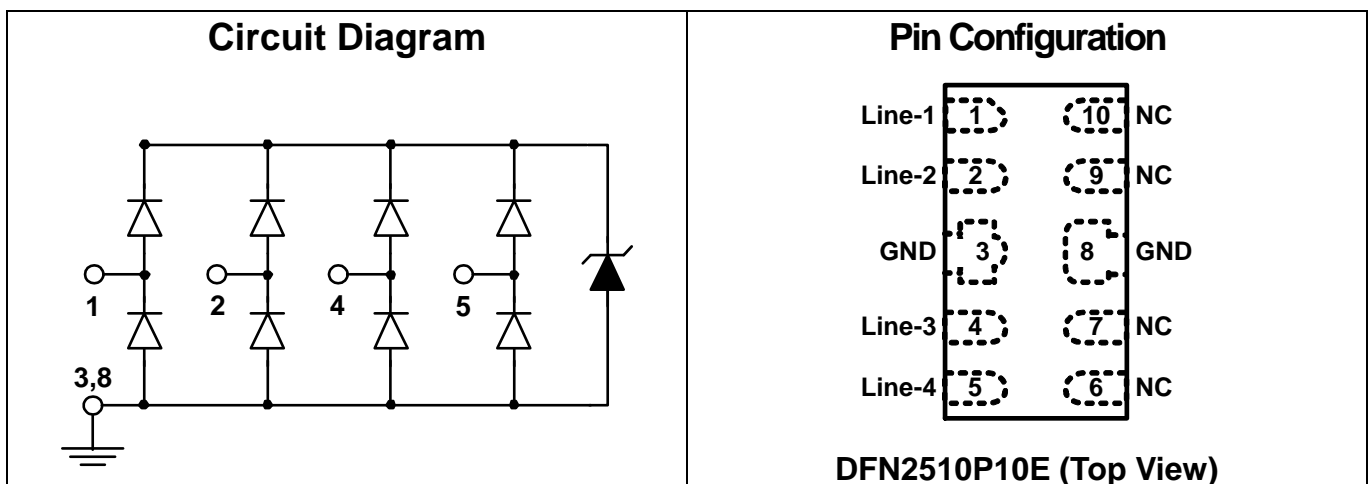 Circuit Diagram
1
2
4
5
3,8
Pin Configuration
Line-1 1 10 NC
Line-2 2 9 NC
GND 3 8 GND
Line-3 4 7 NC
Line-4 5 6 NC
DFN2510P10E (Top View)